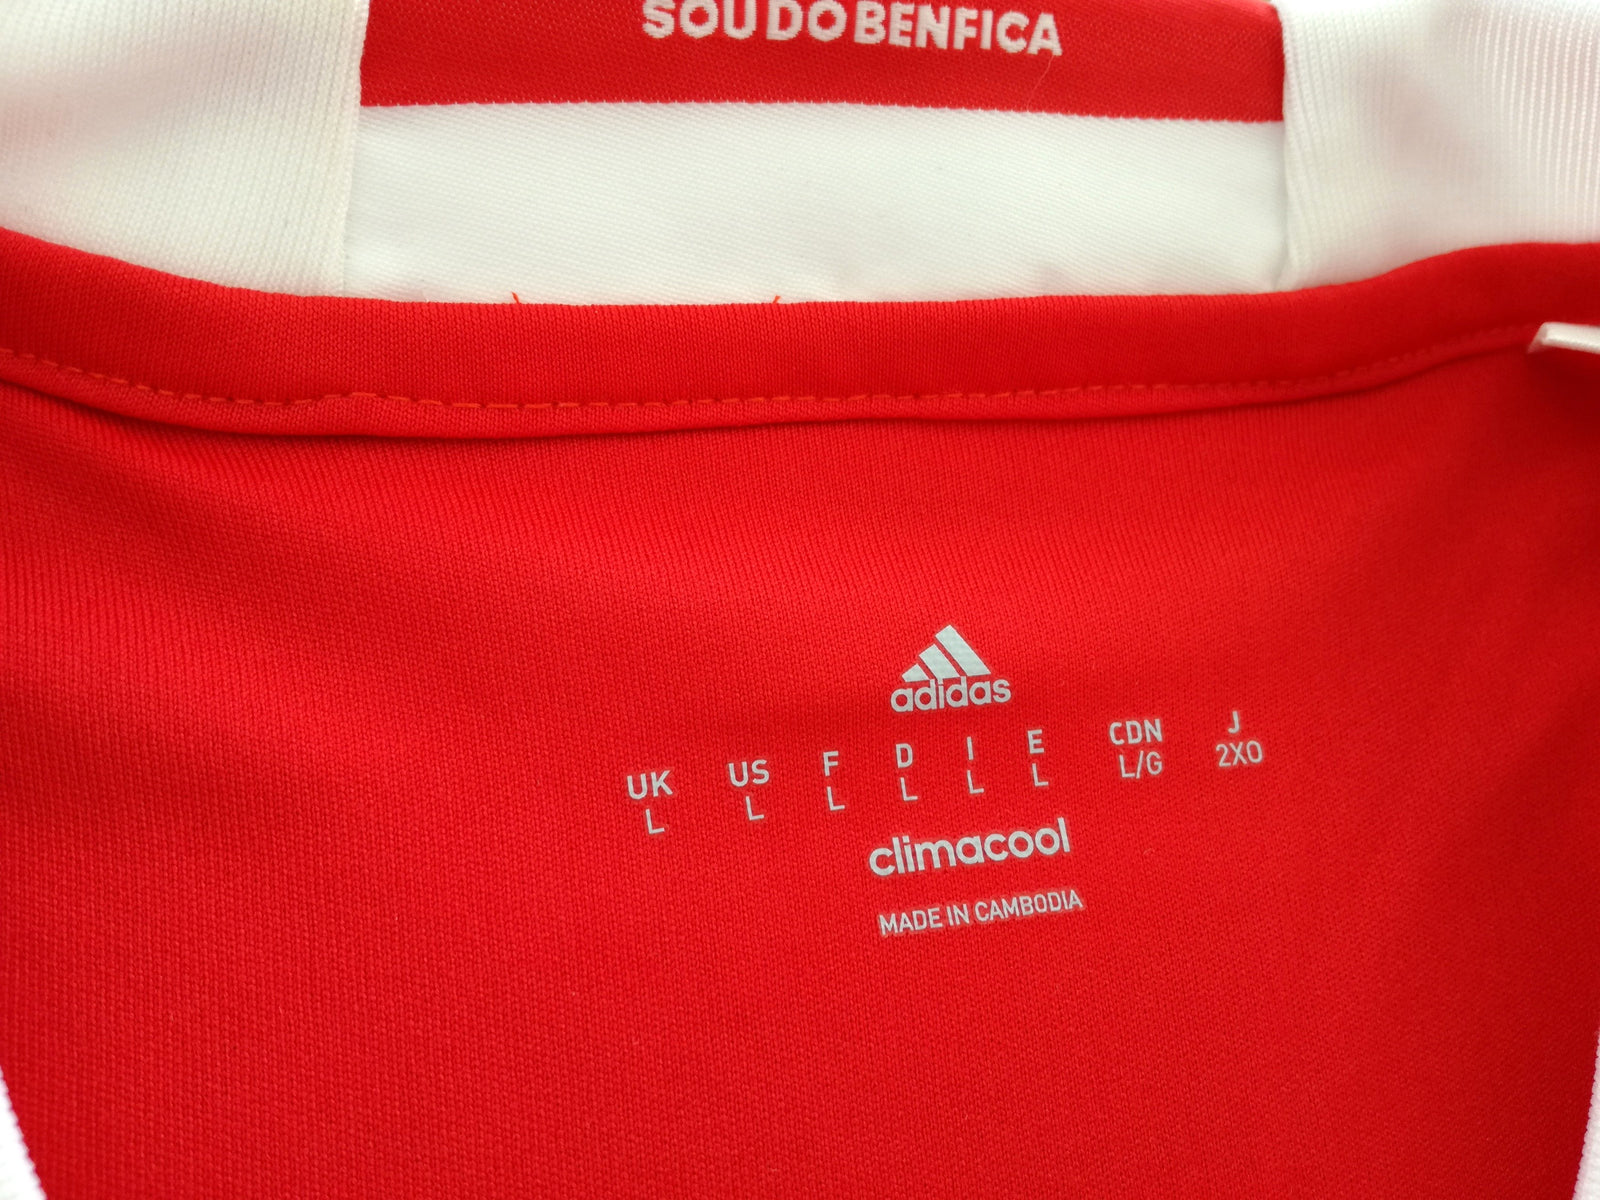 SOU DO BENFICA
adidas
UK US F D I E CDN J
L L L L L L L/G 2XO
climacool
MADE IN CAMBODIA